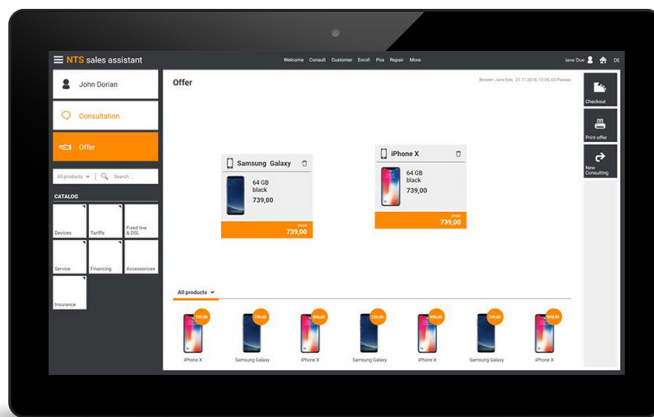 NTS sales assistant
Welcome Consult Customer Enroll Pos Repair More
Jane Doe
DE
John Dorian
Consultation
Offer
All products
Search...
CATALOG
Devices
Tariffs
Fixed line
& DSL
Service
Financing
Accessoires
Insurance
Offer
Samsung Galaxy
64 GB
black
739,00
739,00
iPhone X
64 GB
black
739,00
739,00
All products
iPhone X
Samsung Galaxy
iPhone X
Samsung Galaxy
iPhone X
Samsung Galaxy
iPhone X
Checkout
Print offer
New
Consulting